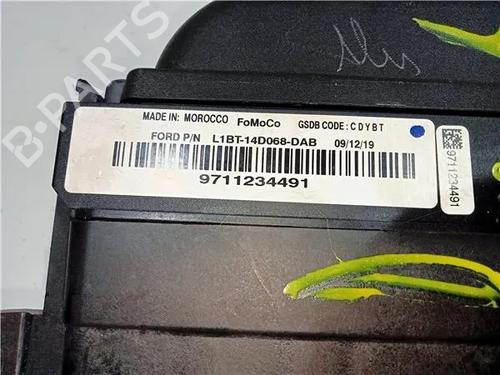 MADE IN: MOROCCO FoMoCo GSDB CODE: CDYBT
FORD P/N L1BT-14D068-DAB 09/12/19
9711234491
9711234491
B-PARTS